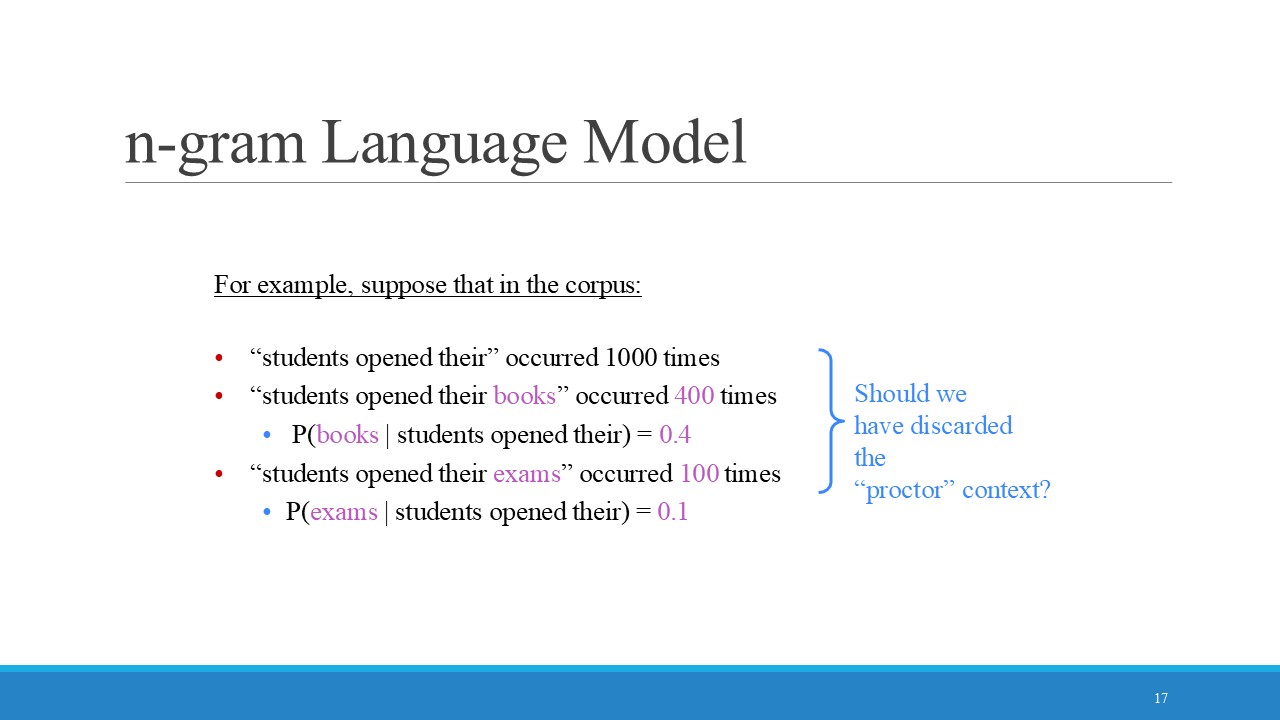 n-gram Language Model
For example, suppose that in the corpus:
• “students opened their” occurred 1000 times
• “students opened their books” occurred 400 times
• P(books | students opened their) = 0.4
• “students opened their exams” occurred 100 times
• P(exams | students opened their) = 0.1
Should we
have discarded
the
“proctor” context?
17